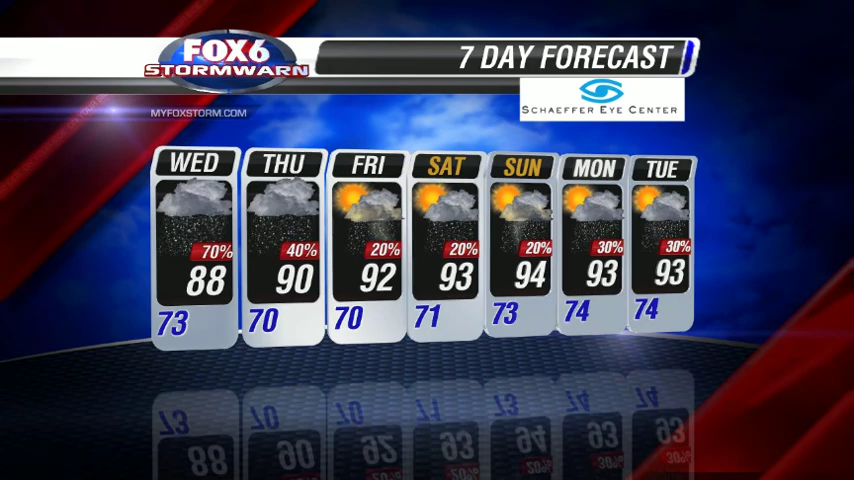 FOX6
STORMWARN
7 DAY FORECAST
SCHAEFFER EYE CENTER
MYFOXSTORM.COM
WED THU FRI SAT SUN MON TUE
70% 40% 20% 20% 20% 30% 30%
88 90 92 93 94 93 93
73 70 70 71 73 74 74